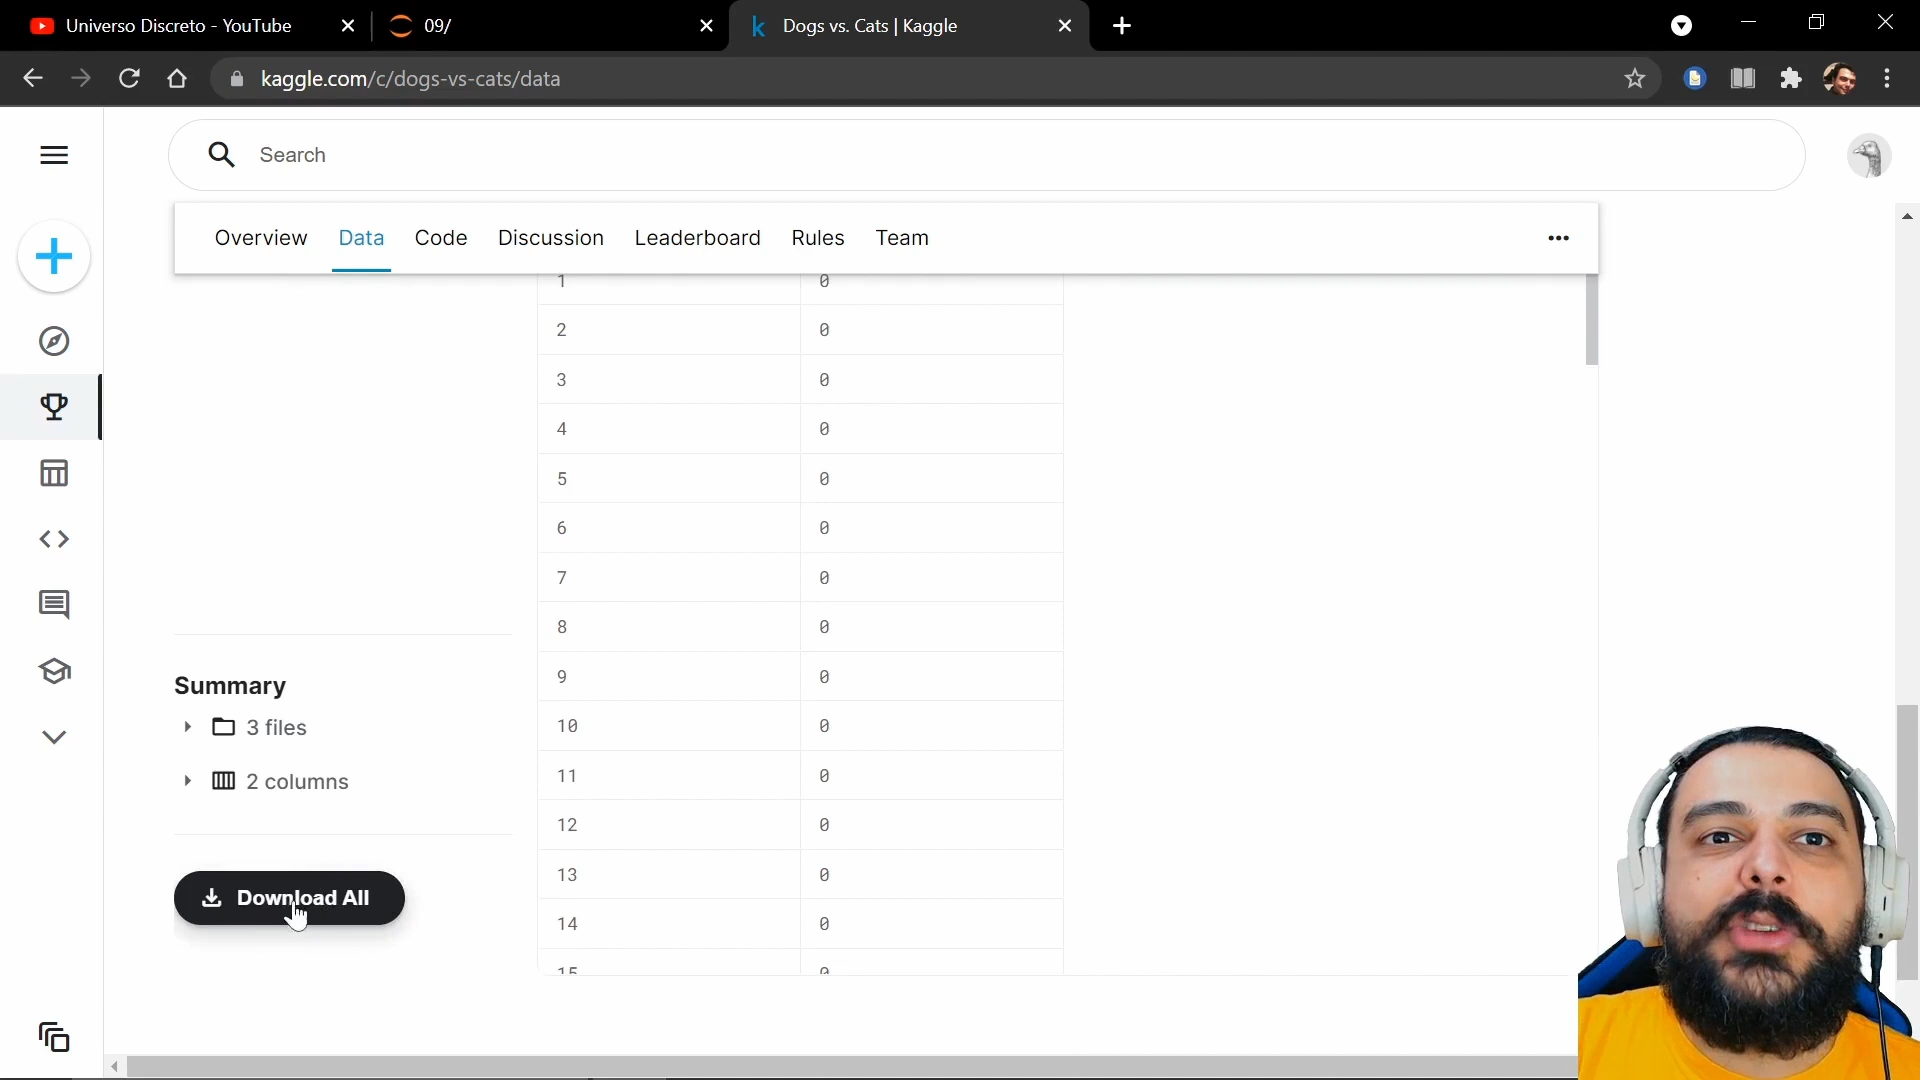 Universo Discreto - YouTube
09/
k Dogs vs. Cats | Kaggle
kaggle.com/c/dogs-vs-cats/data
Search
Overview Data Code Discussion Leaderboard Rules Team
1 0
2 0
3 0
4 0
5 0
6 0
7 0
8 0
9 0
10 0
11 0
12 0
13 0
14 0
15 0
Summary
3 files
2 columns
Download All